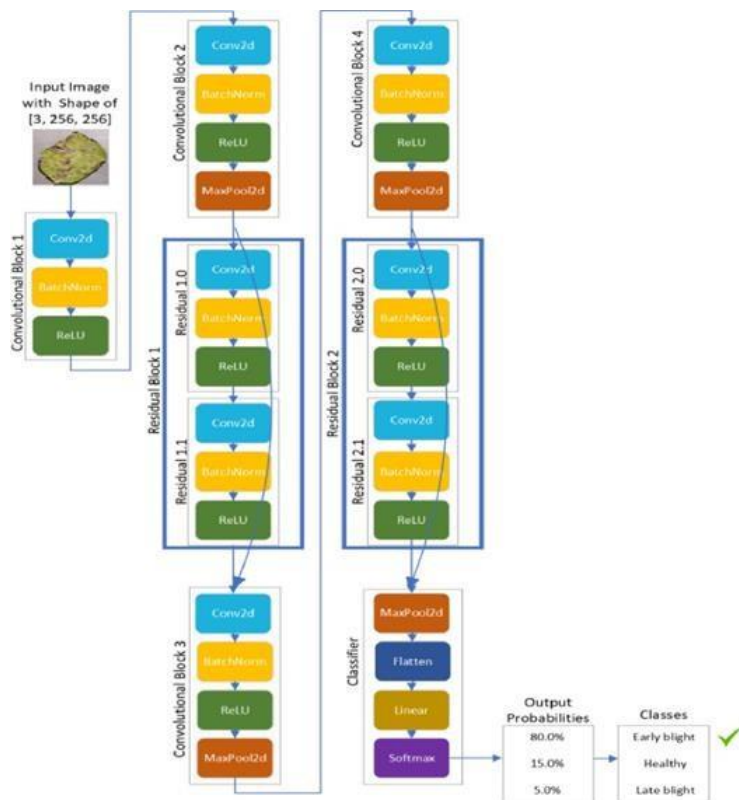 Input Image
with Shape of
[3, 256, 256]
Convolutional Block 1
Conv2d
BatchNorm
ReLU
Convolutional Block 2
Conv2d
BatchNorm
ReLU
MaxPool2d
Residual Block 1
Residual 1.0
Conv2d
BatchNorm
ReLU
Residual 1.1
Conv2d
BatchNorm
ReLU
Convolutional Block 3
Conv2d
BatchNorm
ReLU
MaxPool2d
Convolutional Block 4
Conv2d
BatchNorm
ReLU
MaxPool2d
Residual Block 2
Residual 2.0
Conv2d
BatchNorm
ReLU
Residual 2.1
Conv2d
BatchNorm
ReLU
Classifier
MaxPool2d
Flatten
Linear
Softmax
Output
Probabilities
80.0%
15.0%
5.0%
Classes
Early blight
Healthy
Late blight